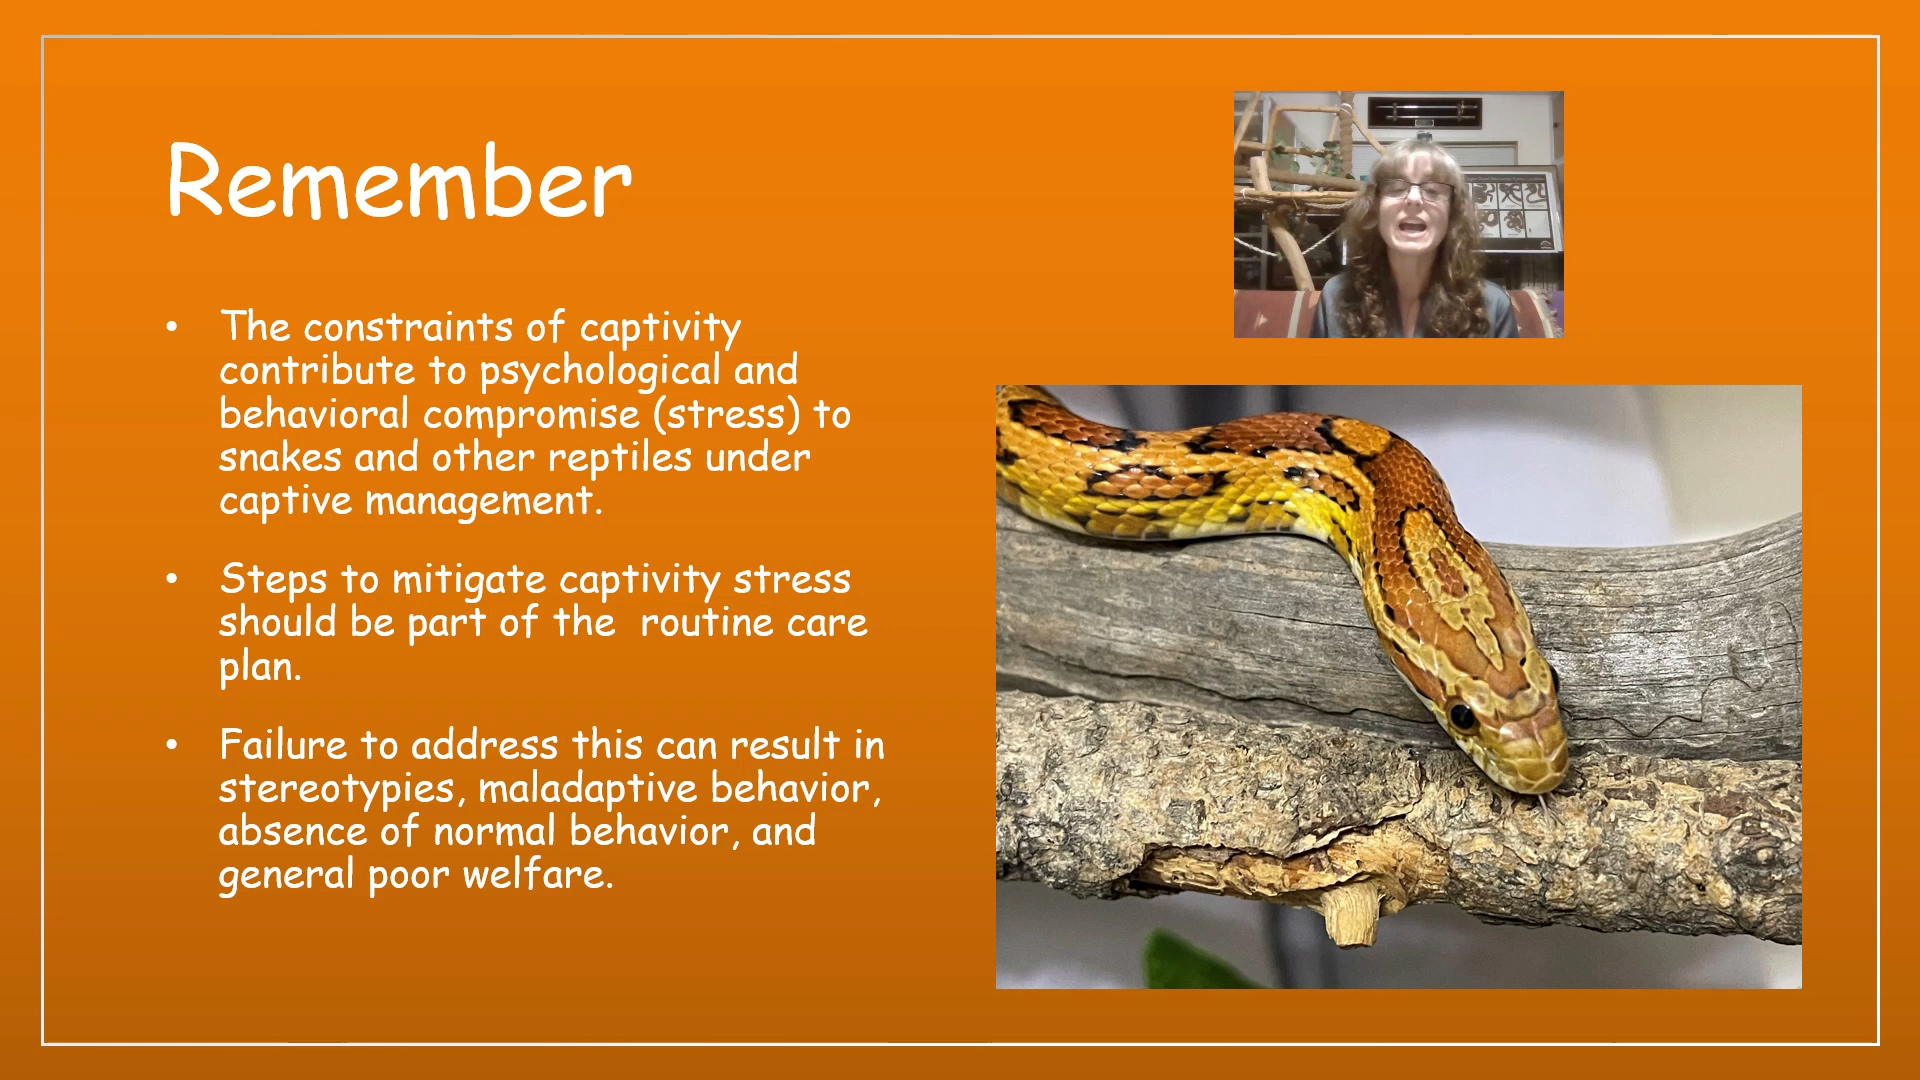 Remember
• The constraints of captivity
contribute to psychological and
behavioral compromise (stress) to
snakes and other reptiles under
captive management.
• Steps to mitigate captivity stress
should be part of the  routine care
plan.
• Failure to address this can result in
stereotypies, maladaptive behavior,
absence of normal behavior, and
general poor welfare.